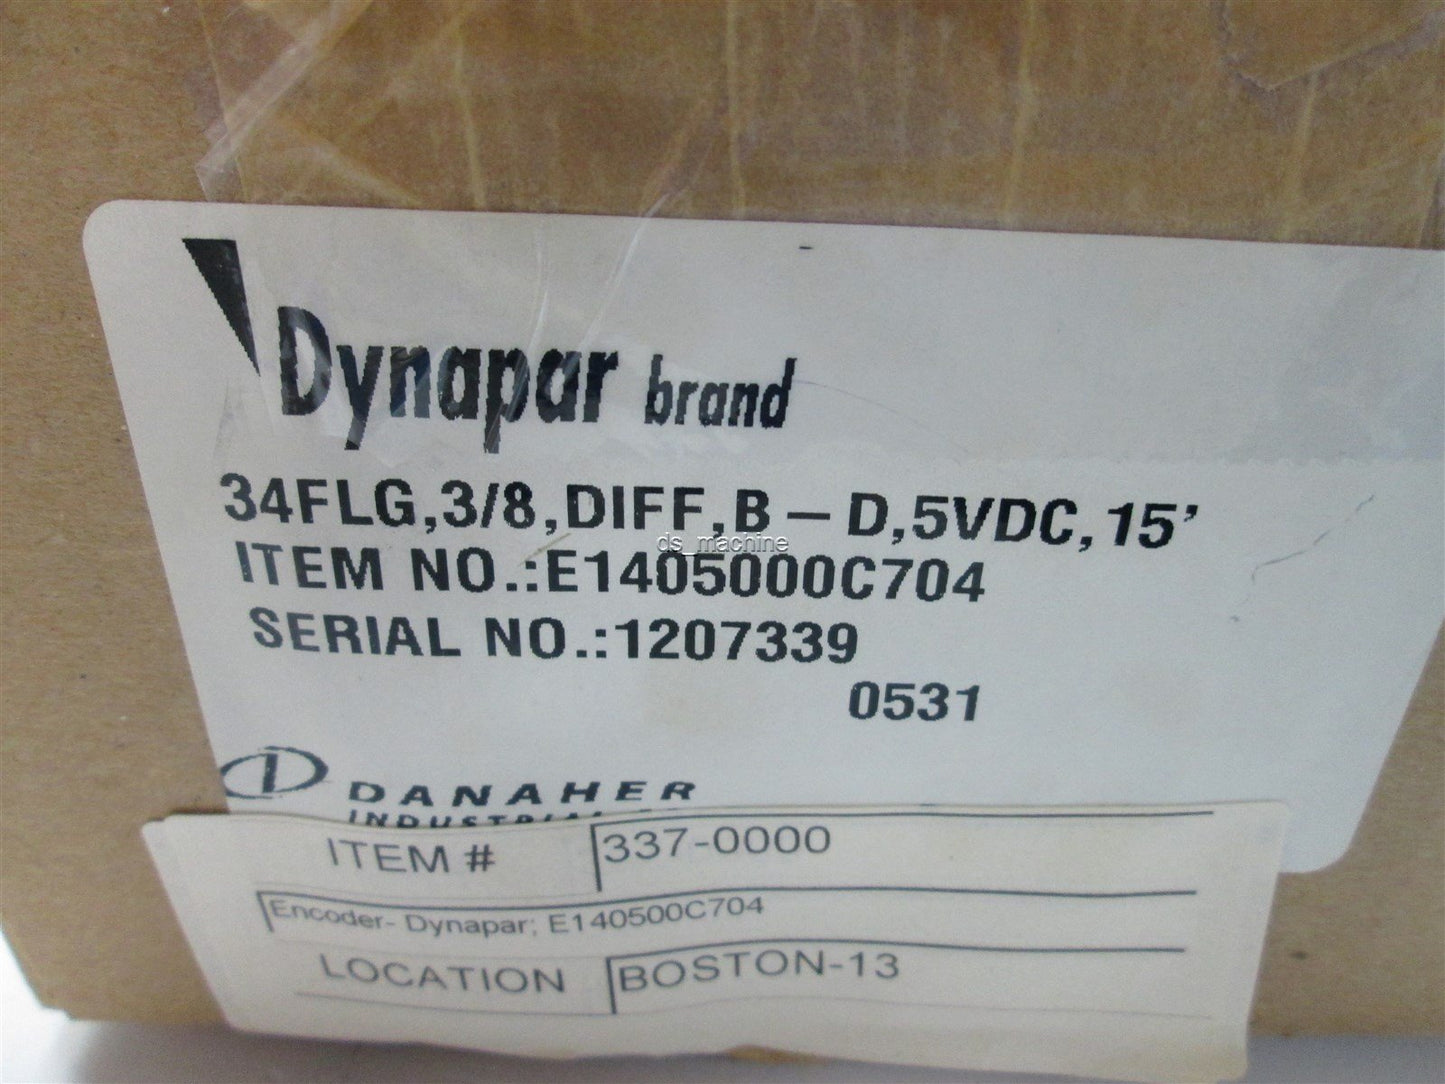 Dynapar brand
34FLG,3/8,DIFF,B – D,5VDC,15'
ds_machine
ITEM NO.:E1405000C704
SERIAL NO.:1207339
0531
DANAHER
ITEM # 337-0000
Encoder- Dynapar; E140500C704
LOCATION BOSTON-13